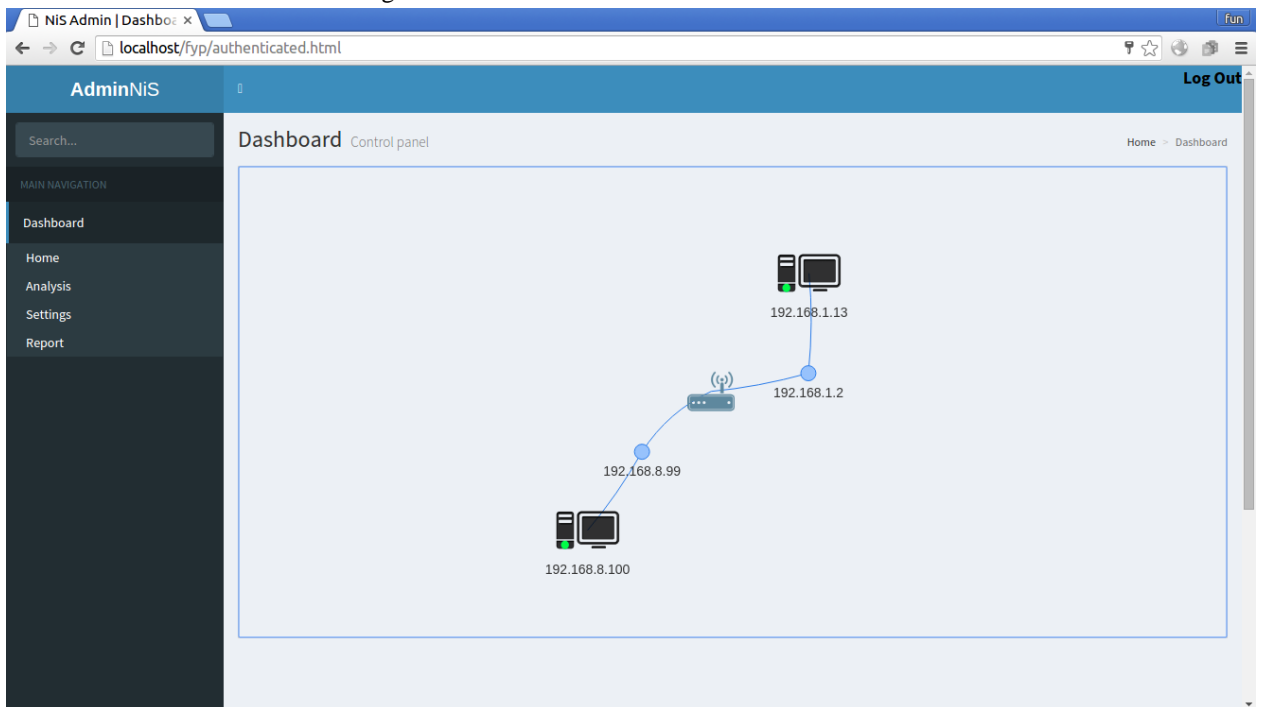 NiS Admin | Dashboa
fun
localhost/fyp/authenticated.html
AdminNiS
Log Out
Search...
Dashboard Control panel
Home > Dashboard
MAIN NAVIGATION
Dashboard
Home
Analysis
Settings
Report
192.168.1.13
192.168.1.2
192.168.8.99
192.168.8.100